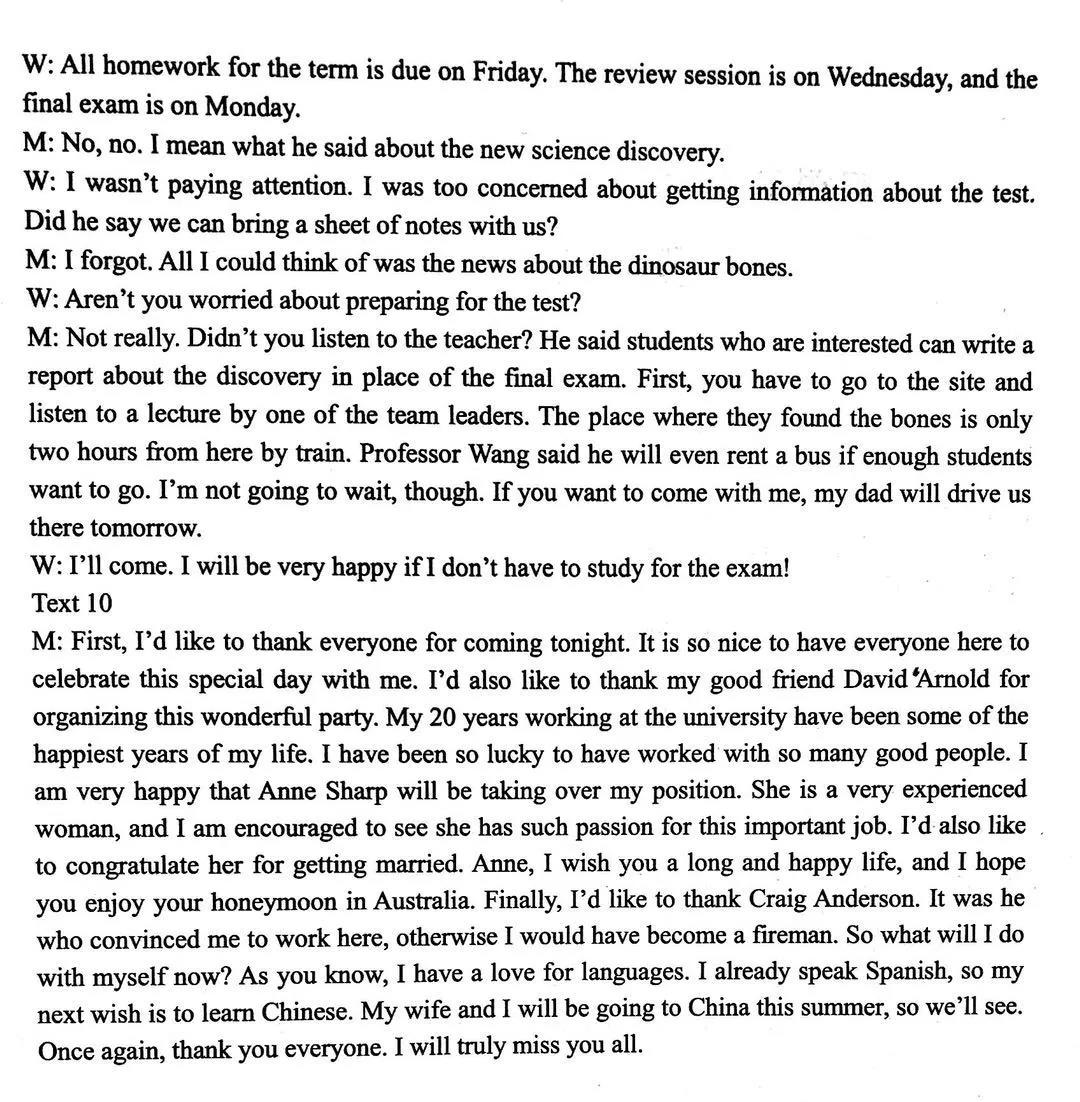 W: All homework for the term is due on Friday. The review session is on Wednesday, and the
final exam is on Monday.
M: No, no. I mean what he said about the new science discovery.
W: I wasn't paying attention. I was too concerned about getting information about the test.
Did he say we can bring a sheet of notes with us?
M: I forgot. All I could think of was the news about the dinosaur bones.
W: Aren't you worried about preparing for the test?
M: Not really. Didn't you listen to the teacher? He said students who are interested can write a
report about the discovery in place of the final exam. First, you have to go to the site and
listen to a lecture by one of the team leaders. The place where they found the bones is only
two hours from here by train. Professor Wang said he will even rent a bus if enough students
want to go. I'm not going to wait, though. If you want to come with me, my dad will drive us
there tomorrow.
W: I'll come. I will be very happy if I don't have to study for the exam!
Text 10
M: First, I'd like to thank everyone for coming tonight. It is so nice to have everyone here to
celebrate this special day with me. I'd also like to thank my good friend David Arnold for
organizing this wonderful party. My 20 years working at the university have been some of the
happiest years of my life. I have been so lucky to have worked with so many good people. I
am very happy that Anne Sharp will be taking over my position. She is a very experienced
woman, and I am encouraged to see she has such passion for this important job. I'd also like
to congratulate her for getting married. Anne, I wish you a long and happy life, and I hope
you enjoy your honeymoon in Australia. Finally, I'd like to thank Craig Anderson. It was he
who convinced me to work here, otherwise I would have become a fireman. So what will I do
with myself now? As you know, I have a love for languages. I already speak Spanish, so my
next wish is to learn Chinese. My wife and I will be going to China this summer, so we'll see.
Once again, thank you everyone. I will truly miss you all.